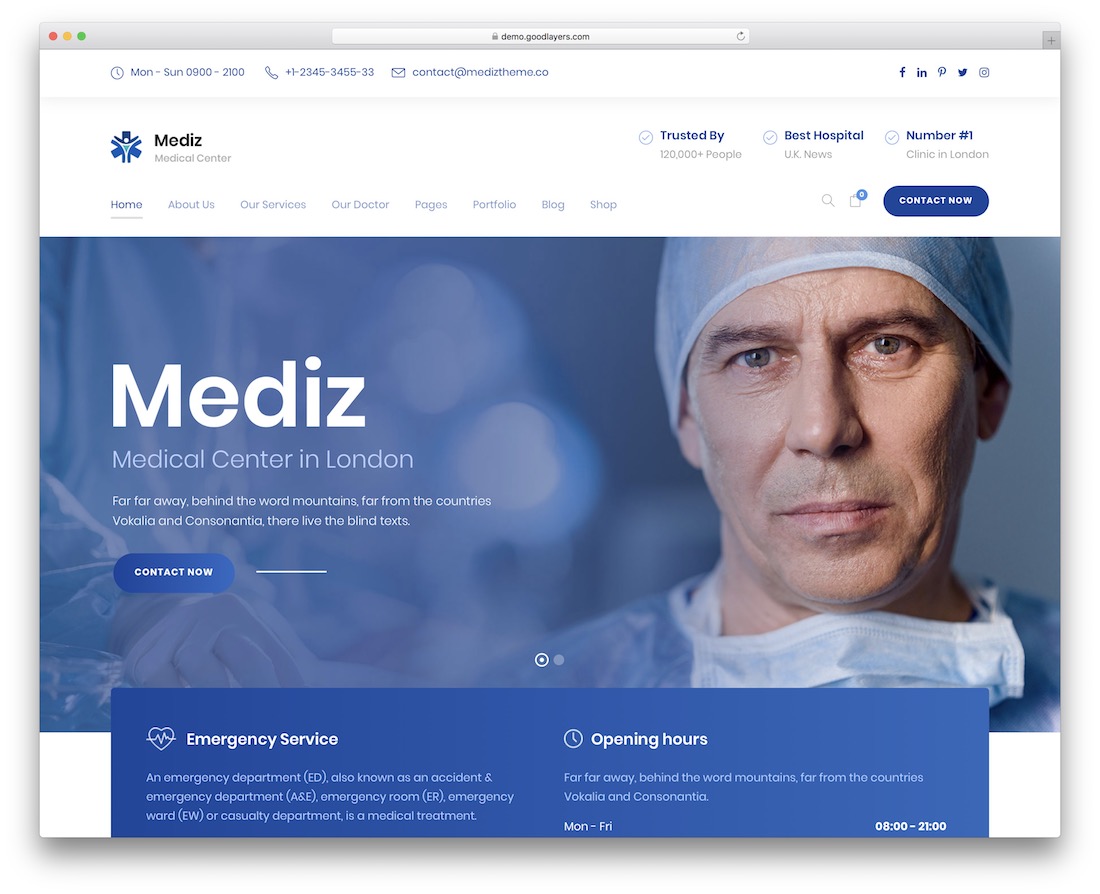 demo.goodlayers.com
Mon - Sun 0900 - 2100
+1-2345-3455-33
contact@mediztheme.co
Mediz
Medical Center
Trusted By
120,000+ People
Best Hospital
U.K. News
Number #1
Clinic in London
Home
About Us
Our Services
Our Doctor
Pages
Portfolio
Blog
Shop
0
CONTACT NOW
Mediz
Medical Center in London
Far far away, behind the word mountains, far from the countries
Vokalia and Consonantia, there live the blind texts.
CONTACT NOW
Emergency Service
An emergency department (ED), also known as an accident &
emergency department (A&E), emergency room (ER), emergency
ward (EW) or casualty department, is a medical treatment.
Opening hours
Far far away, behind the word mountains, far from the countries
Vokalia and Consonantia.
Mon - Fri
08:00 - 21:00